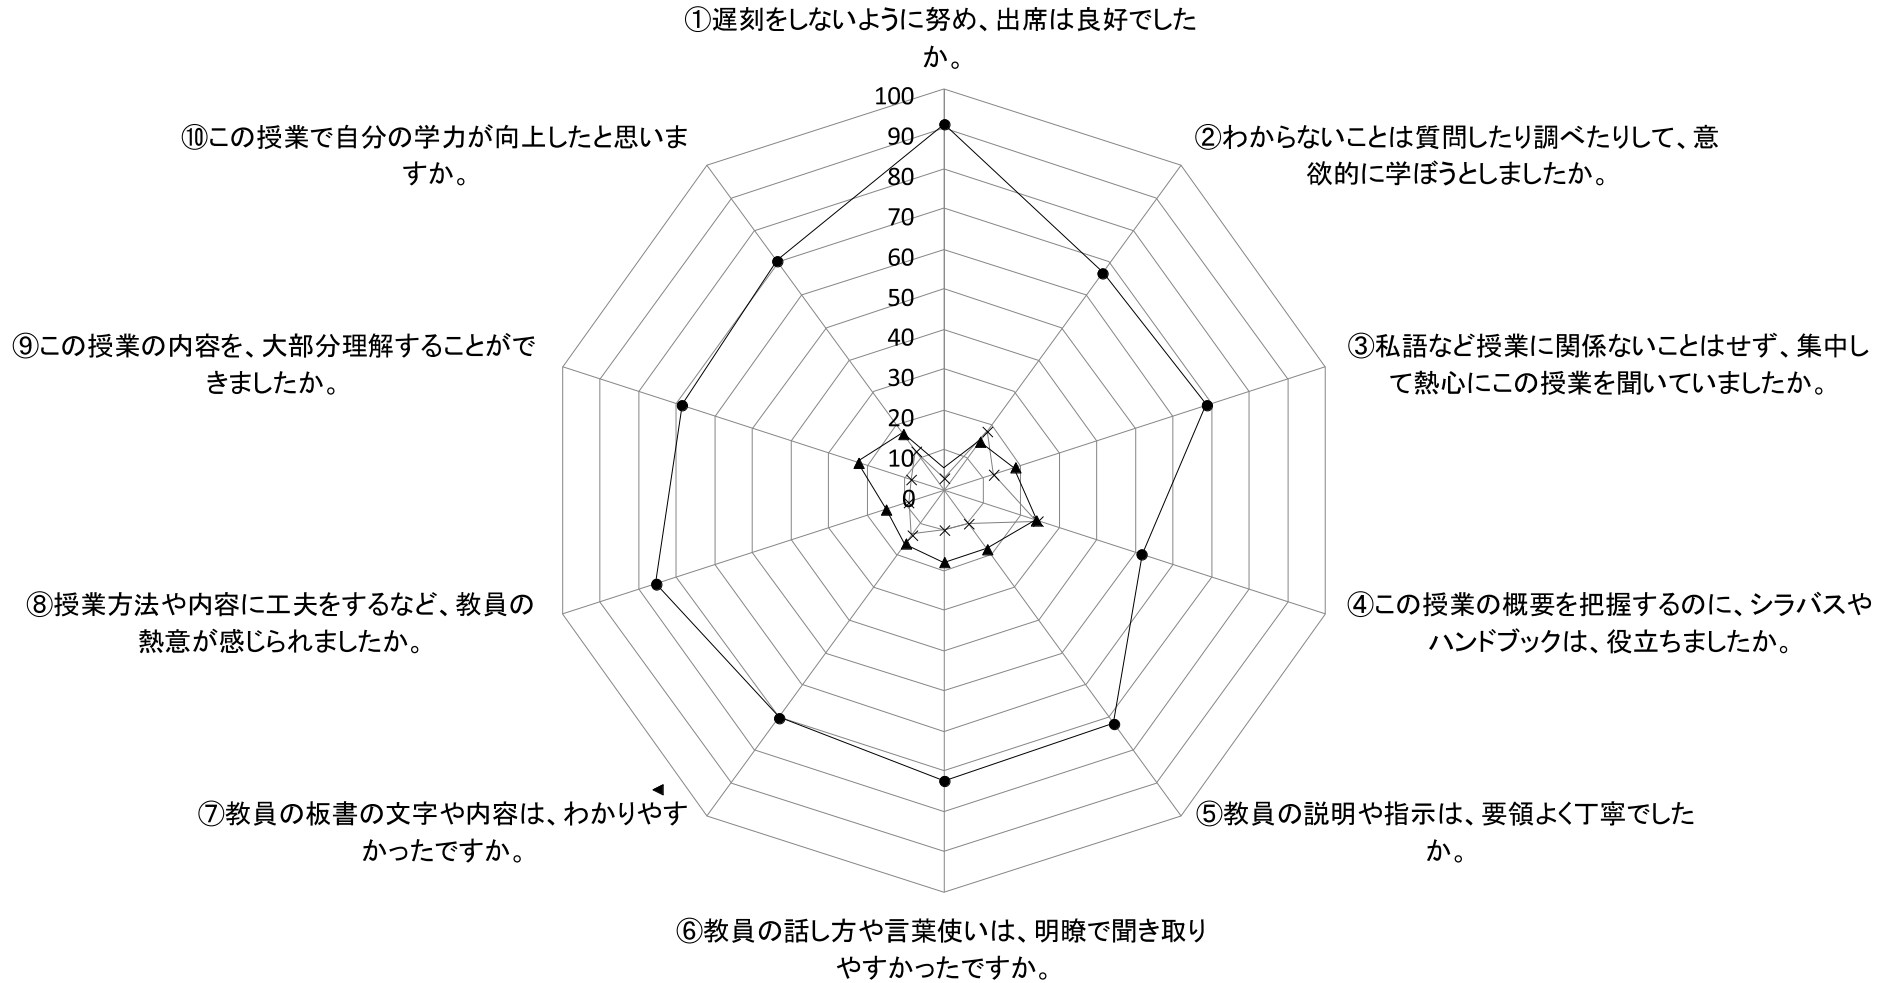 ①遅刻をしないように努め、出席は良好でした
か。
②わからないことは質問したり調べたりして、意
欲的に学ぼうとしましたか。
③私語など授業に関係ないことはせず、集中し
て熱心にこの授業を聞いていましたか。
④この授業の概要を把握するのに、シラバスや
ハンドブックは、役立ちましたか。
⑤教員の説明や指示は、要領よく丁寧でした
か。
⑥教員の話し方や言葉使いは、明瞭で聞き取り
やすかったですか。
⑦教員の板書の文字や内容は、わかりやす
かったですか。
⑧授業方法や内容に工夫をするなど、教員の
熱意が感じられましたか。
⑨この授業の内容を、大部分理解することがで
きましたか。
⑩この授業で自分の学力が向上したと思いま
すか。
100
90
80
70
60
50
40
30
20
10
0